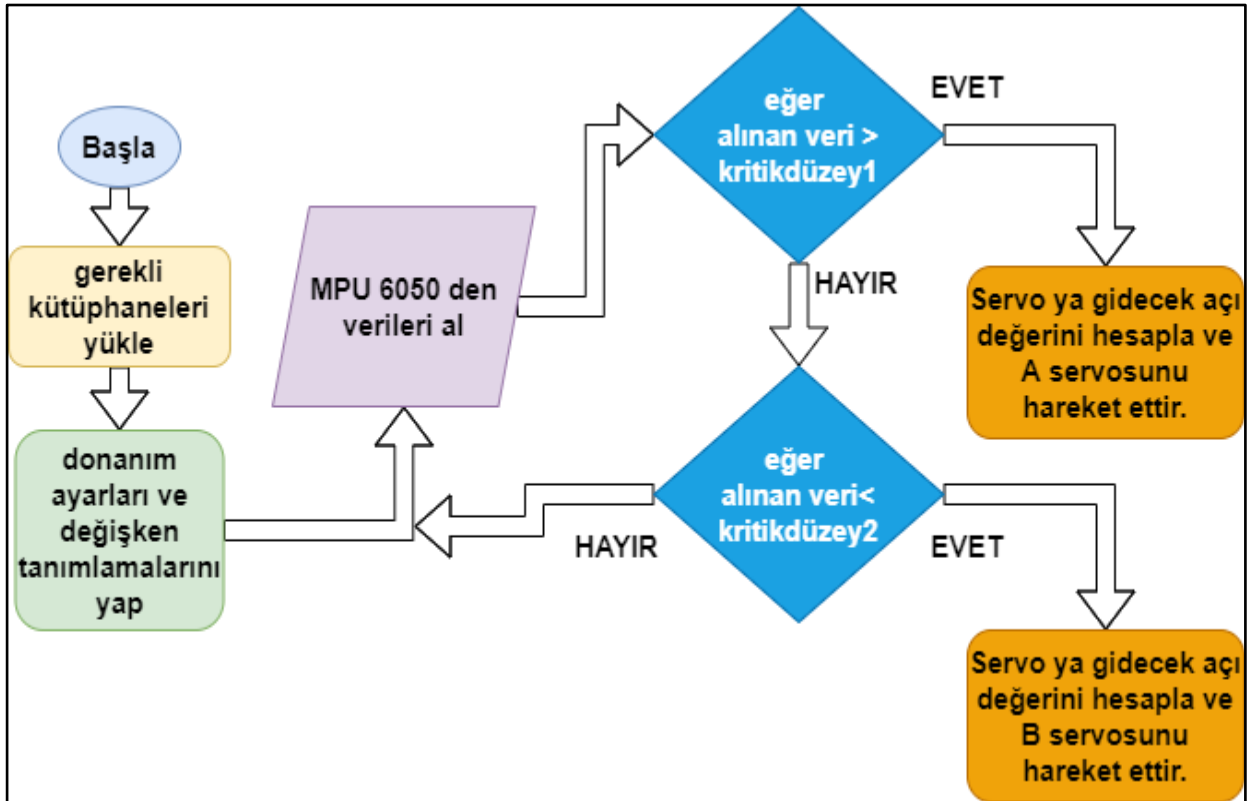 Başla
gerekli
kütüphaneleri
yükle
donanım
ayarları ve
değişken
tanımlamalarını
yap
MPU 6050 den
verileri al
eğer
alınan veri >
kritikdüzey1
EVET
Servo ya gidecek açı
değerini hesapla ve
A servosunu
hareket ettir.
HAYIR
eğer
alınan veri<
kritikdüzey2
HAYIR
EVET
Servo ya gidecek açı
değerini hesapla ve
B servosunu
hareket ettir.